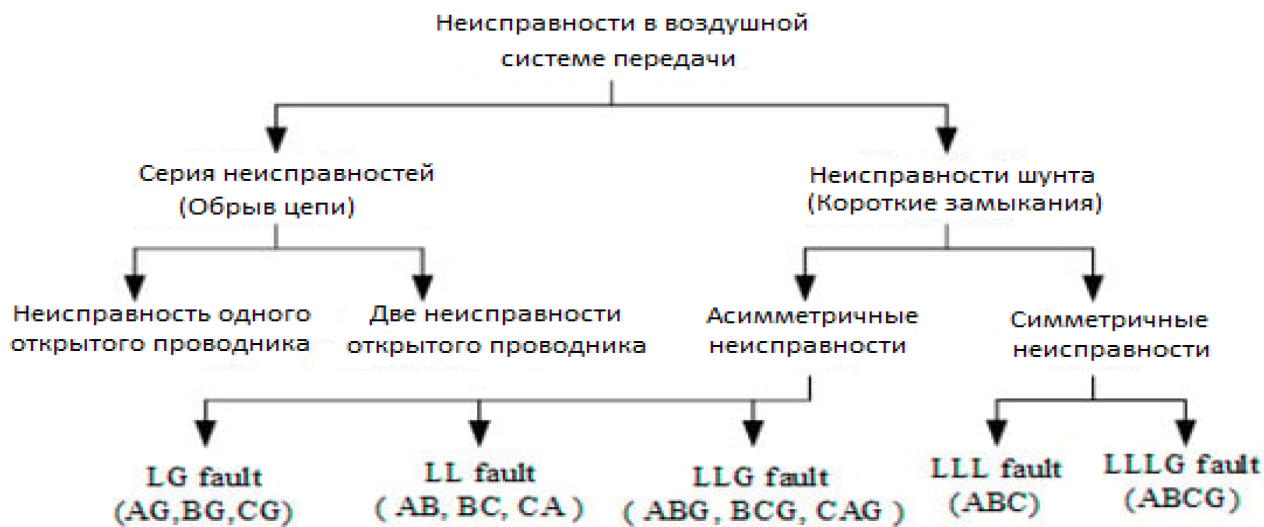 Неисправности в воздушной
системе передачи
Серия неисправностей
(Обрыв цепи)
Неисправности шунта
(Короткие замыкания)
Неисправность одного
открытого проводника
Две неисправности
открытого проводника
Асимметричные
неисправности
Симметричные
неисправности
LG fault
(AG,BG,CG)
LL fault
( AB, BC, CA )
LLG fault
( ABG, BCG, CAG )
LLL fault
(ABC)
LLLG fault
(ABCG)